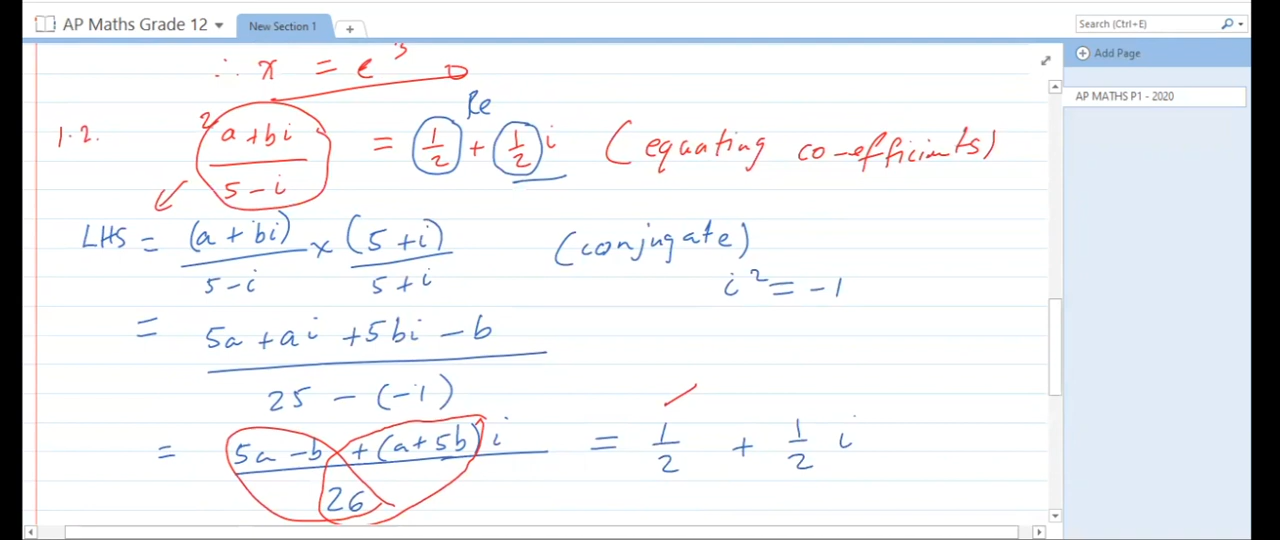 AP Maths Grade 12
New Section 1
Search (Ctrl+E)
Add Page
AP MATHS P1 - 2020
∴ x = e³
Re
1.2. 2 (a+bi)/(5-i) = 1/2 + 1/2 i (equating co-efficients)
LHS = (a+bi)/(5-i) × (5+i)/(5+i) (conjugate)
i² = -1
= (5a+ai+5bi-b)/(25-(-1))
= (5a-b+(a+5b)i)/26 = 1/2 + 1/2 i